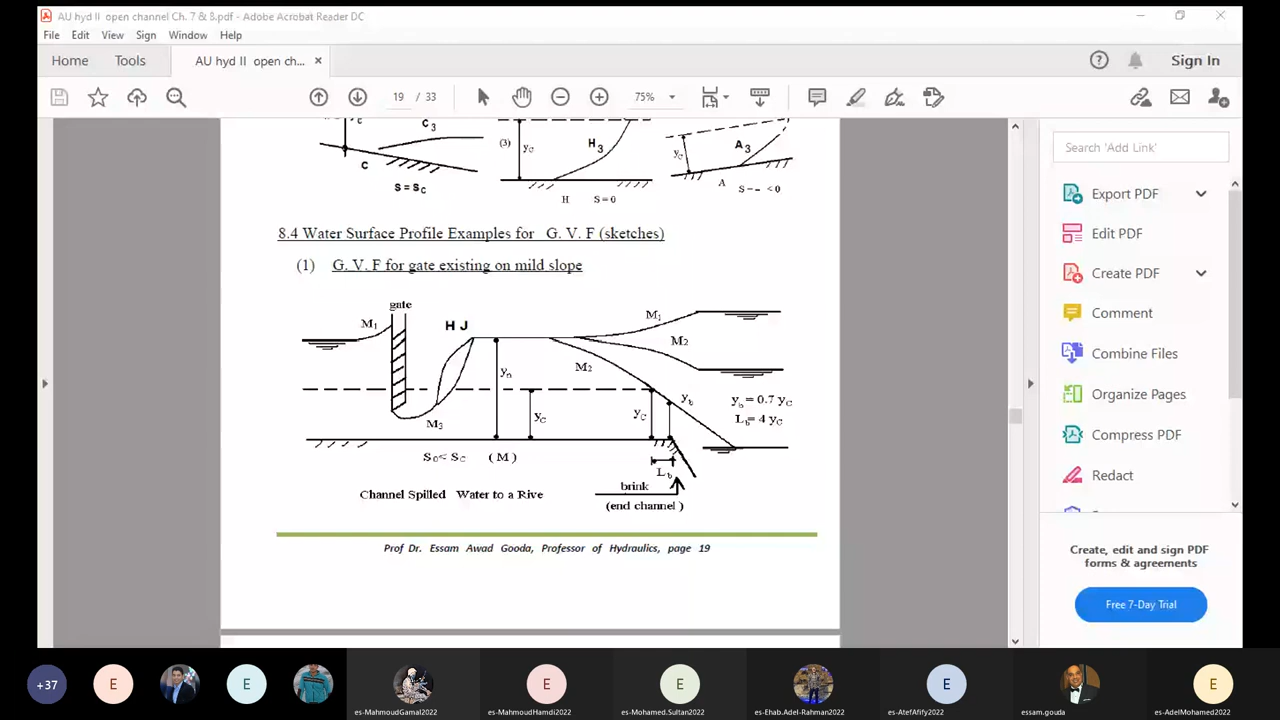 AU hyd II open channel Ch. 7 & 8.pdf - Adobe Acrobat Reader DC
File Edit View Sign Window Help
Home Tools AU hyd II open ch... × Sign In
19 / 33 75%
C3
C
S = SC
(3) yC H3
H S = 0
yC A3
A S = - < 0
8.4 Water Surface Profile Examples for G. V. F (sketches)
(1) G. V. F for gate existing on mild slope
gate
M1 H J M1
M2
M2
yb = 0.7 yC
Lb = 4 yC
yC yC yb
M3
S0 < SC ( M )
Lb
Channel Spilled Water to a Rive
brink
(end channel )
Prof Dr. Essam Awad Gooda, Professor of Hydraulics, page 19
Search 'Add Link'
Export PDF
Edit PDF
Create PDF
Comment
Combine Files
Organize Pages
Compress PDF
Redact
Create, edit and sign PDF
forms & agreements
Free 7-Day Trial
+37 E E
E E E E
es-MahmoudGamal2022 es-MahmoudHamdi2022 es-Mohamed.Sultan2022 es-Ehab.Adel-Rahman2022 es-AtefAfify2022 essam.gouda es-AdelMohamed2022